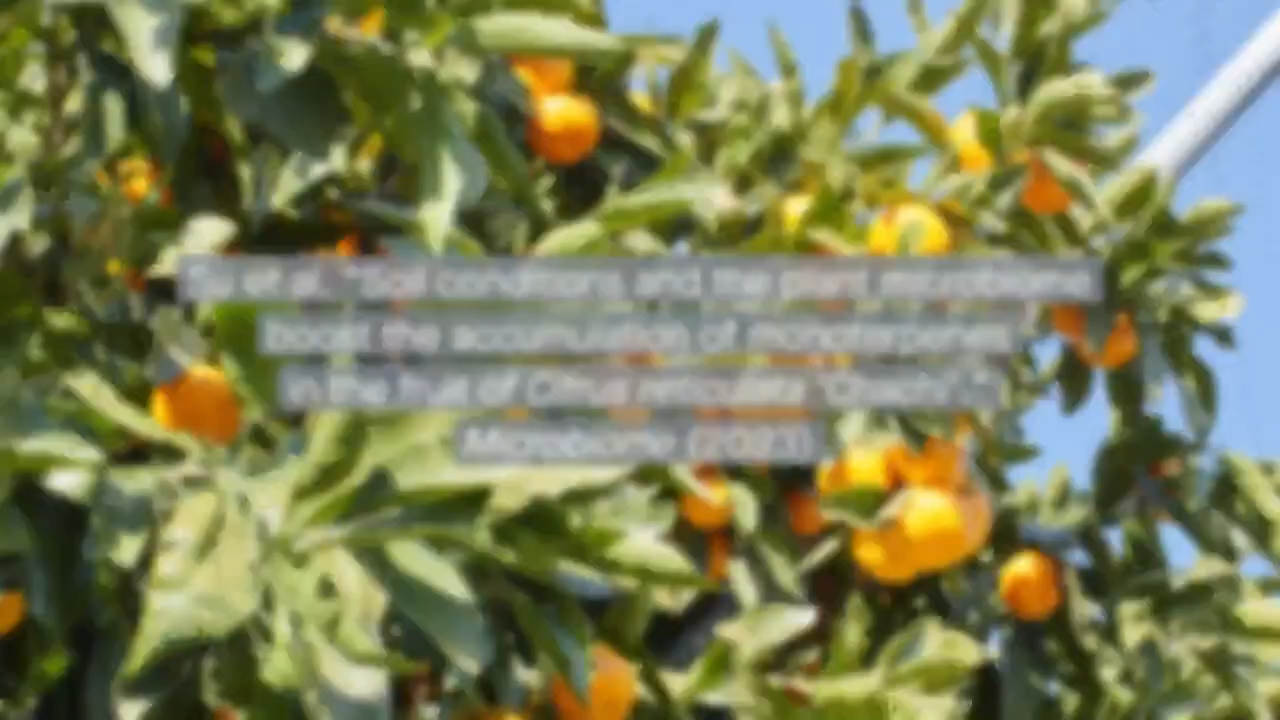 et al. "Soil conditions and the plant microbiome
boost the accumulation of monoterpenes
in the fruit of Citrus reticulata
Microbiome (2023)